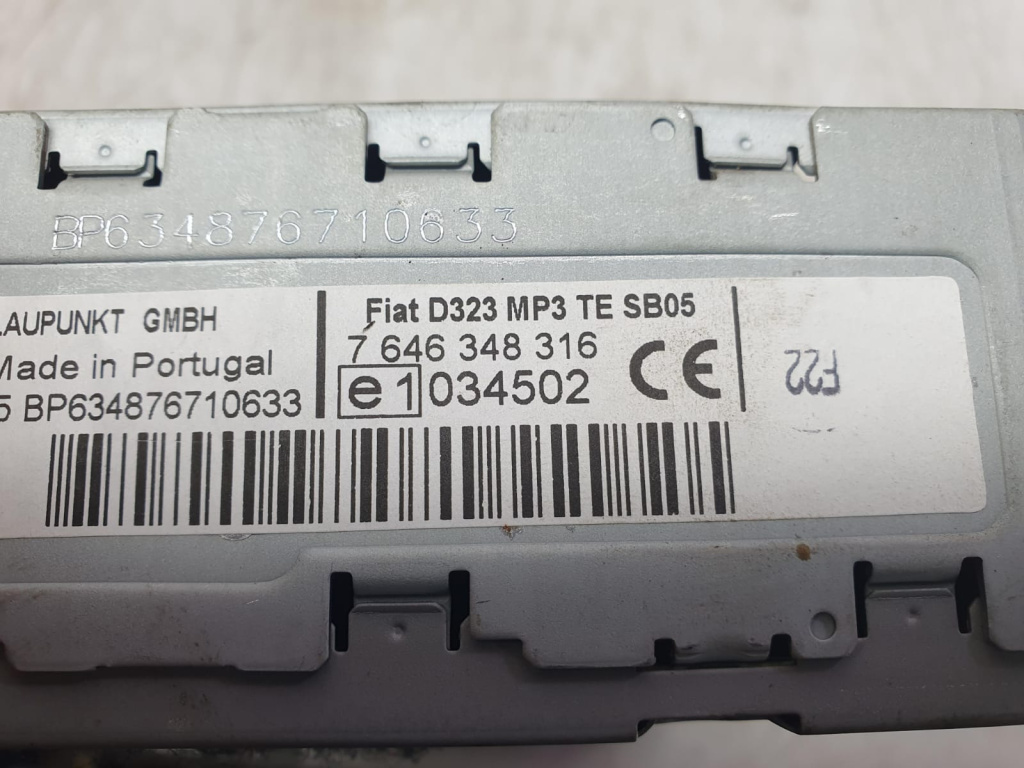 BP634876710633
LAUPUNKT GMBH
Made in Portugal
5 BP634876710633
Fiat D323 MP3 TE SB05
7 646 348 316
e1 034502
CE
F22